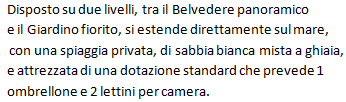 Disposto su due livelli, tra il Belvedere panoramico
e il Giardino fiorito, si estende direttamente sul mare,
con una spiaggia privata, di sabbia bianca mista a ghiaia,
e attrezzata di una dotazione standard che prevede 1
ombrellone e 2 lettini per camera.